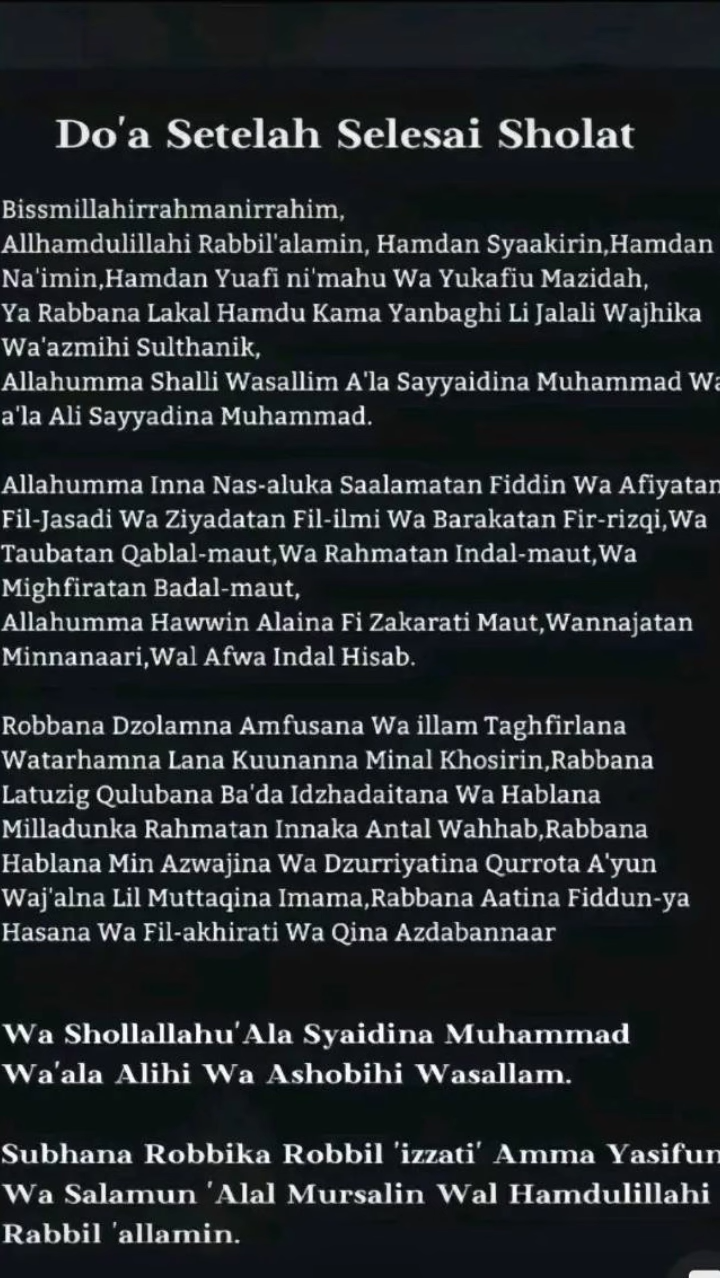 Do'a Setelah Selesai Sholat
Bissmillahirrahmanirrahim,
Allhamdulillahi Rabbil'alamin, Hamdan Syaakirin,Hamdan
Na'imin,Hamdan Yuafi ni'mahu Wa Yukafiu Mazidah,
Ya Rabbana Lakal Hamdu Kama Yanbaghi Li Jalali Wajhika
Wa'azmihi Sulthanik,
Allahumma Shalli Wasallim A'la Sayyaidina Muhammad Wa
a'la Ali Sayyadina Muhammad.
Allahumma Inna Nas-aluka Saalamatan Fiddin Wa Afiyatan
Fil-Jasadi Wa Ziyadatan Fil-ilmi Wa Barakatan Fir-rizqi,Wa
Taubatan Qablal-maut,Wa Rahmatan Indal-maut,Wa
Mighfiratan Badal-maut,
Allahumma Hawwin Alaina Fi Zakarati Maut,Wannajatan
Minnanaari,Wal Afwa Indal Hisab.
Robbana Dzolamna Amfusana Wa illam Taghfirlana
Watarhamna Lana Kuunanna Minal Khosirin,Rabbana
Latuzig Qulubana Ba'da Idzhadaitana Wa Hablana
Milladunka Rahmatan Innaka Antal Wahhab,Rabbana
Hablana Min Azwajina Wa Dzurriyatina Qurrota A'yun
Waj'alna Lil Muttaqina Imama,Rabbana Aatina Fiddun-ya
Hasana Wa Fil-akhirati Wa Qina Azdabannaar
Wa Shollallahu'Ala Syaidina Muhammad
Wa'ala Alihi Wa Ashobihi Wasallam.
Subhana Robbika Robbil 'izzati' Amma Yasifun
Wa Salamun 'Alal Mursalin Wal Hamdulillahi
Rabbil 'allamin.